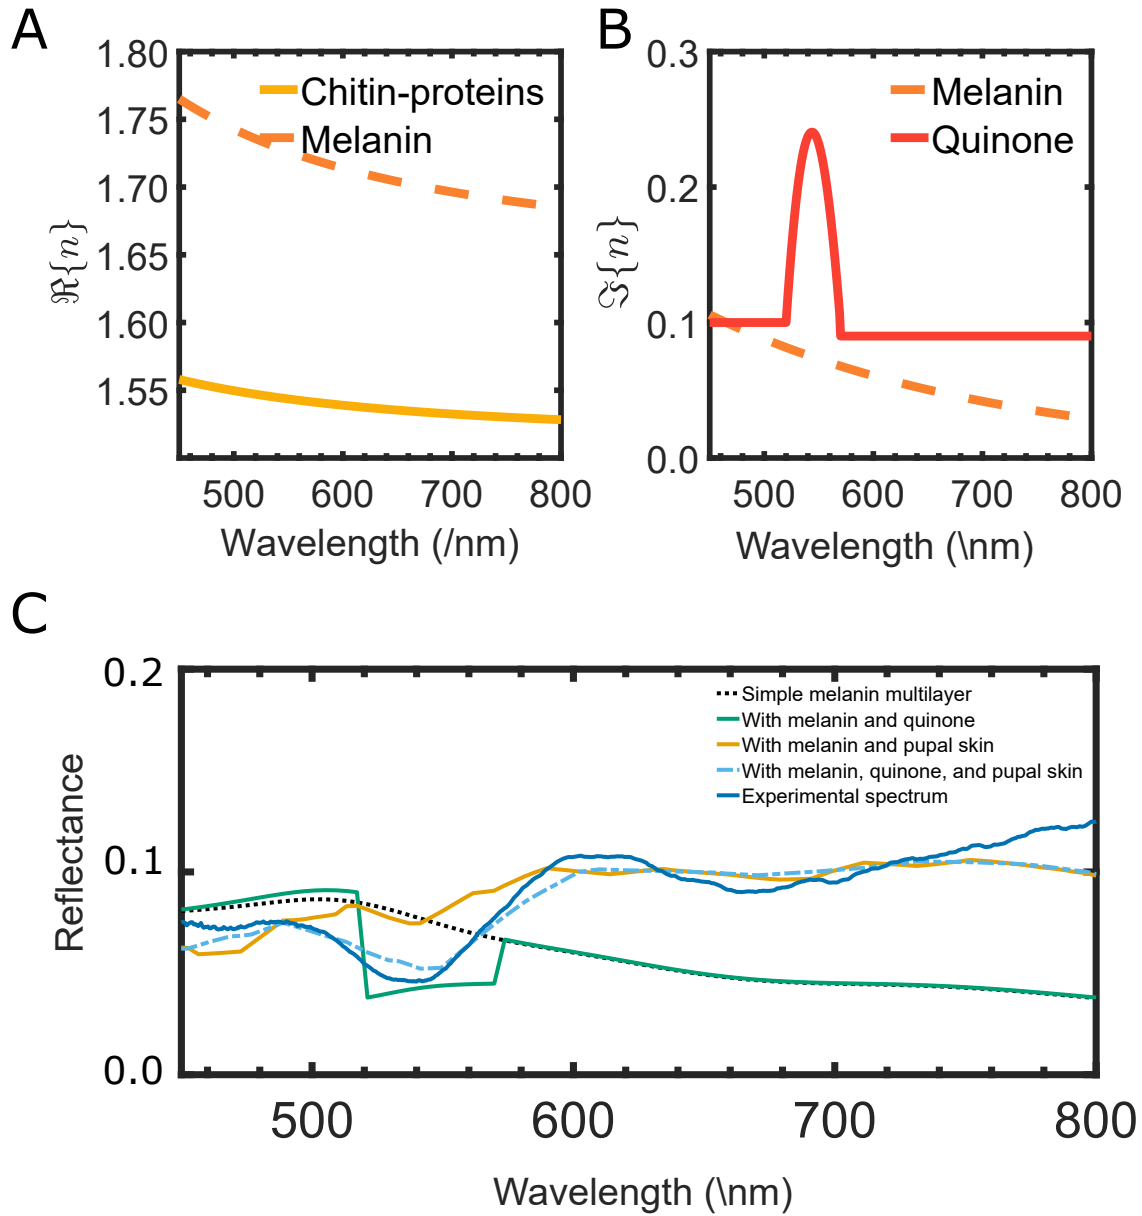 A
1.80
1.75
1.70
1.65
1.60
1.55
ℜ{n}
Chitin-proteins
Melanin
500 600 700 800
Wavelength (/nm)
B
0.3
0.2
0.1
0.0
ℑ{n}
Melanin
Quinone
500 600 700 800
Wavelength (\nm)
C
0.2
0.1
0.0
Reflectance
Simple melanin multilayer
With melanin and quinone
With melanin and pupal skin
With melanin, quinone, and pupal skin
Experimental spectrum
500 600 700 800
Wavelength (\nm)